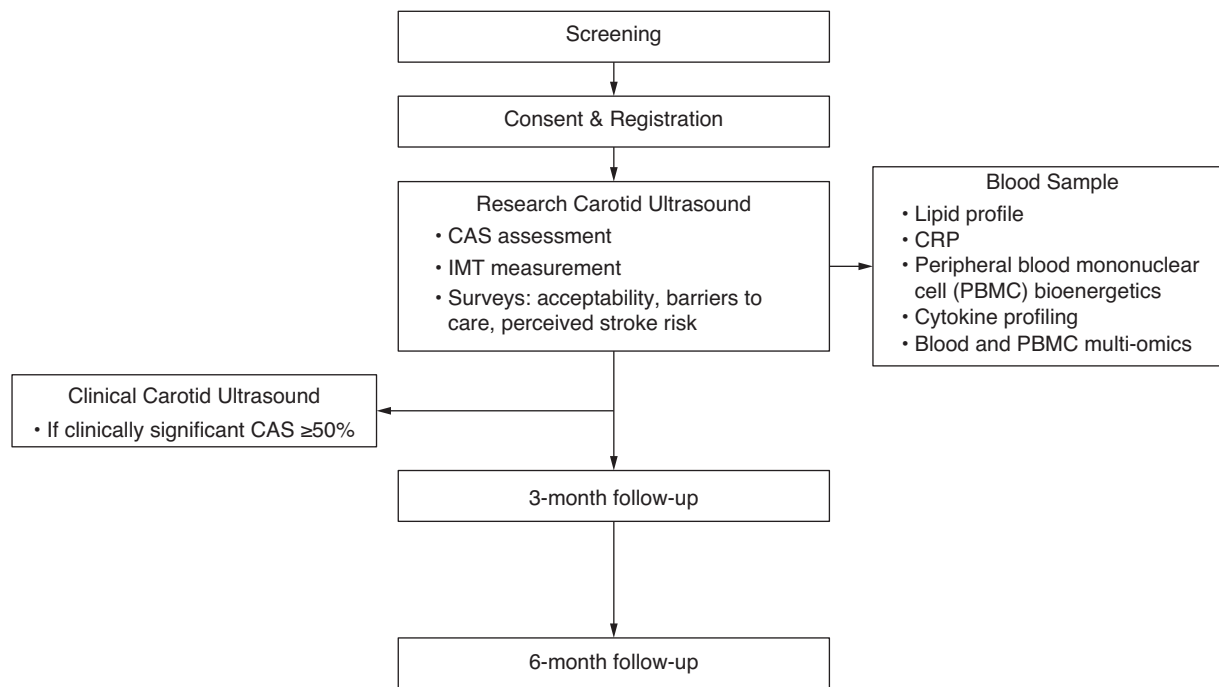 Screening
Consent & Registration
Research Carotid Ultrasound
• CAS assessment
• IMT measurement
• Surveys: acceptability, barriers to
care, perceived stroke risk
Blood Sample
• Lipid profile
• CRP
• Peripheral blood mononuclear
cell (PBMC) bioenergetics
• Cytokine profiling
• Blood and PBMC multi-omics
Clinical Carotid Ultrasound
• If clinically significant CAS ≥50%
3-month follow-up
6-month follow-up